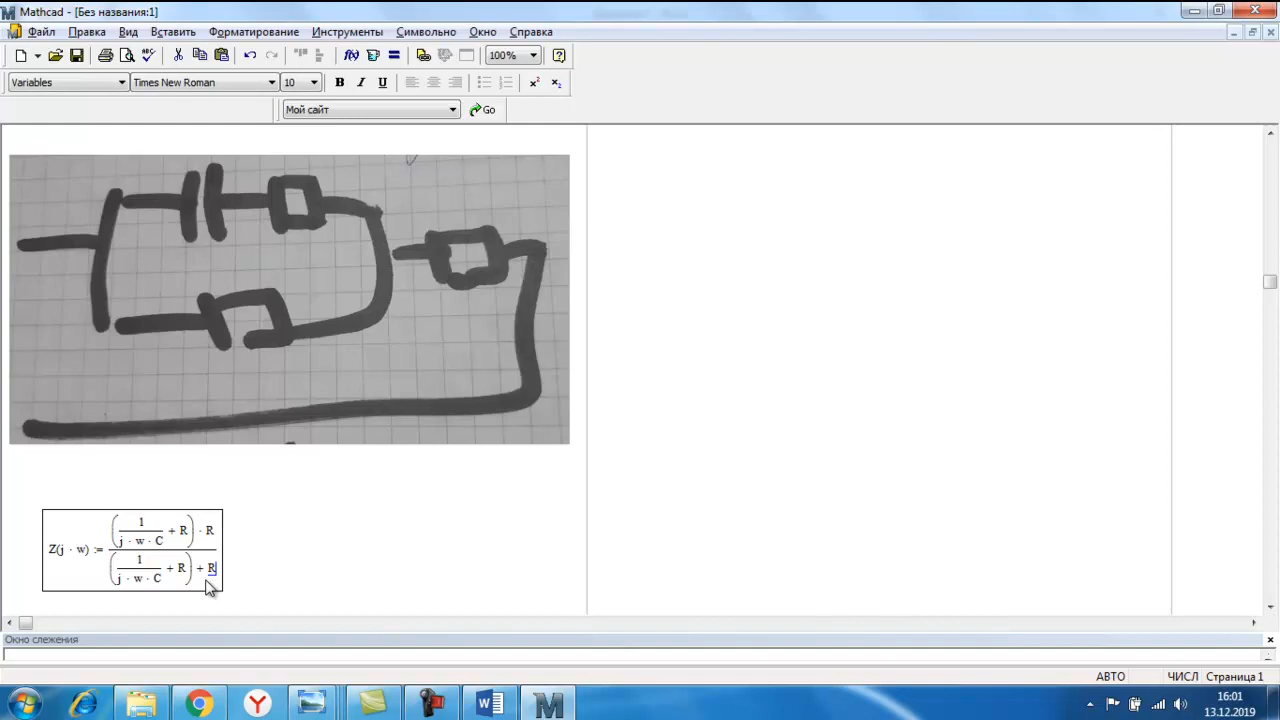 Mathcad - [Без названия:1]
Файл Правка Вид Вставить Форматирование Инструменты Символьно Окно Справка
100%
Variables Times New Roman 10 B I U
Мой сайт Go
Z(j · w) := ((1/(j · w · C) + R) · R)/((1/(j · w · C) + R) + R)
Окно слежения
АВТО ЧИСЛ Страница 1
16:01
13.12.2019